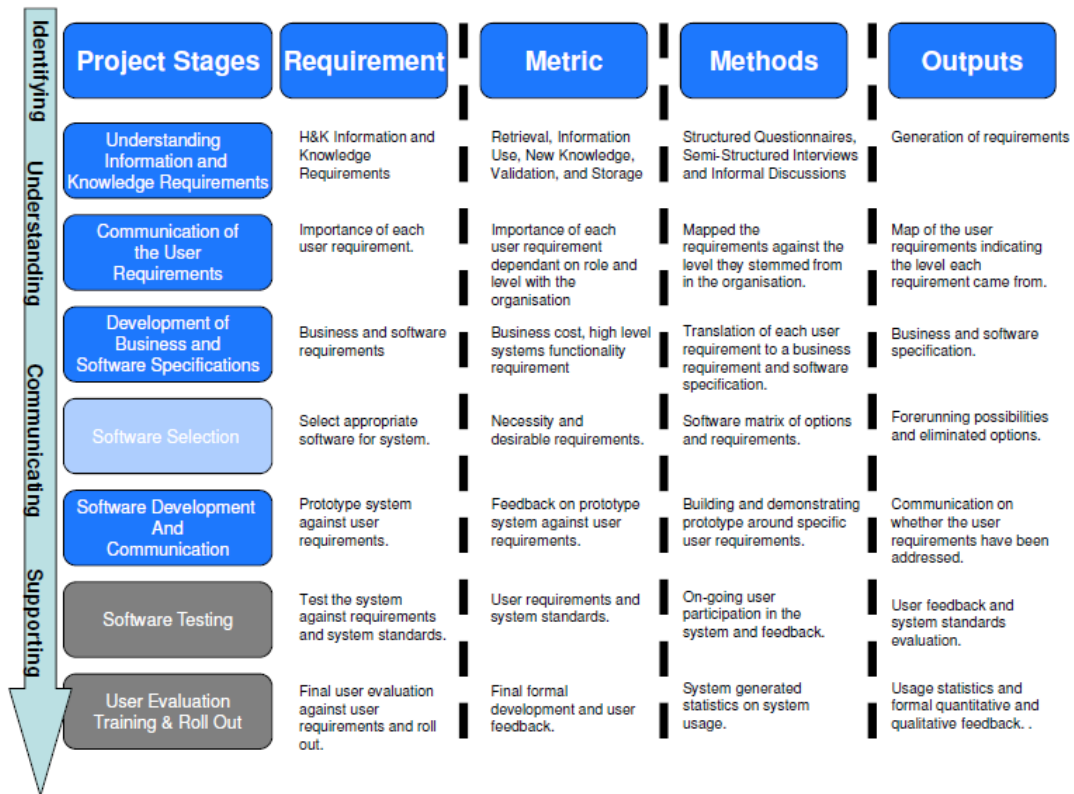 Identifying
Understanding
Communicating
Supporting
Project Stages
Requirement
Metric
Methods
Outputs
Understanding
Information and
Knowledge Requirements
H&K Information and
Knowledge
Requirements
Retrieval, Information
Use, New Knowledge,
Validation, and Storage
Structured Questionnaires,
Semi-Structured Interviews
and Informal Discussions
Generation of requirements
Communication of
the User
Requirements
Importance of each
user requirement.
Importance of each
user requirement
dependant on role and
level with the
organisation
Mapped the
requirements against the
level they stemmed from
in the organisation.
Map of the user
requirements indicating
the level each
requirement came from.
Development of
Business and
Software Specifications
Business and software
requirements
Business cost, high level
systems functionality
requirement
Translation of each user
requirement to a business
requirement and software
specification.
Business and software
specification.
Software Selection
Select appropriate
software for system.
Necessity and
desirable requirements.
Software matrix of options
and requirements.
Forerunning possibilities
and eliminated options.
Software Development
And
Communication
Prototype system
against user
requirements.
Feedback on prototype
system against user
requirements.
Building and demonstrating
prototype around specific
user requirements.
Communication on
whether the user
requirements have been
addressed.
Software Testing
Test the system
against requirements
and system standards.
User requirements and
system standards.
On-going user
participation in the
system and feedback.
User feedback and
system standards
evaluation.
User Evaluation
Training & Roll Out
Final user evaluation
against user
requirements and roll
out.
Final formal
development and user
feedback.
System generated
statistics on system
usage.
Usage statistics and
formal quantitative and
qualitative feedback. .